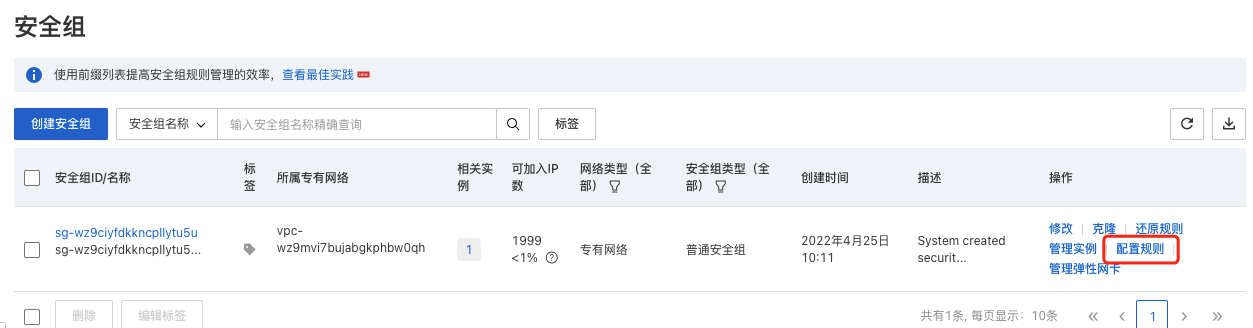 安全组
使用前缀列表提高安全组规则管理的效率，查看最佳实践 NEW
创建安全组 安全组名称 输入安全组名称精确查询 标签
安全组ID/名称 标签 所属专有网络 相关实例 可加入IP数 网络类型（全部） 安全组类型（全部） 创建时间 描述 操作
sg-wz9ciyfdkkncpllytu5u
sg-wz9ciyfdkkncpllytu5...
vpc-
wz9mvi7bujabgkphbw0qh
1
1999
<1%
专有网络
普通安全组
2022年4月25日
10:11
System created
securit...
修改 克隆 还原规则
管理实例 配置规则
管理弹性网卡
删除 编辑标签 共有1条, 每页显示：10条 « ‹ 1 › »